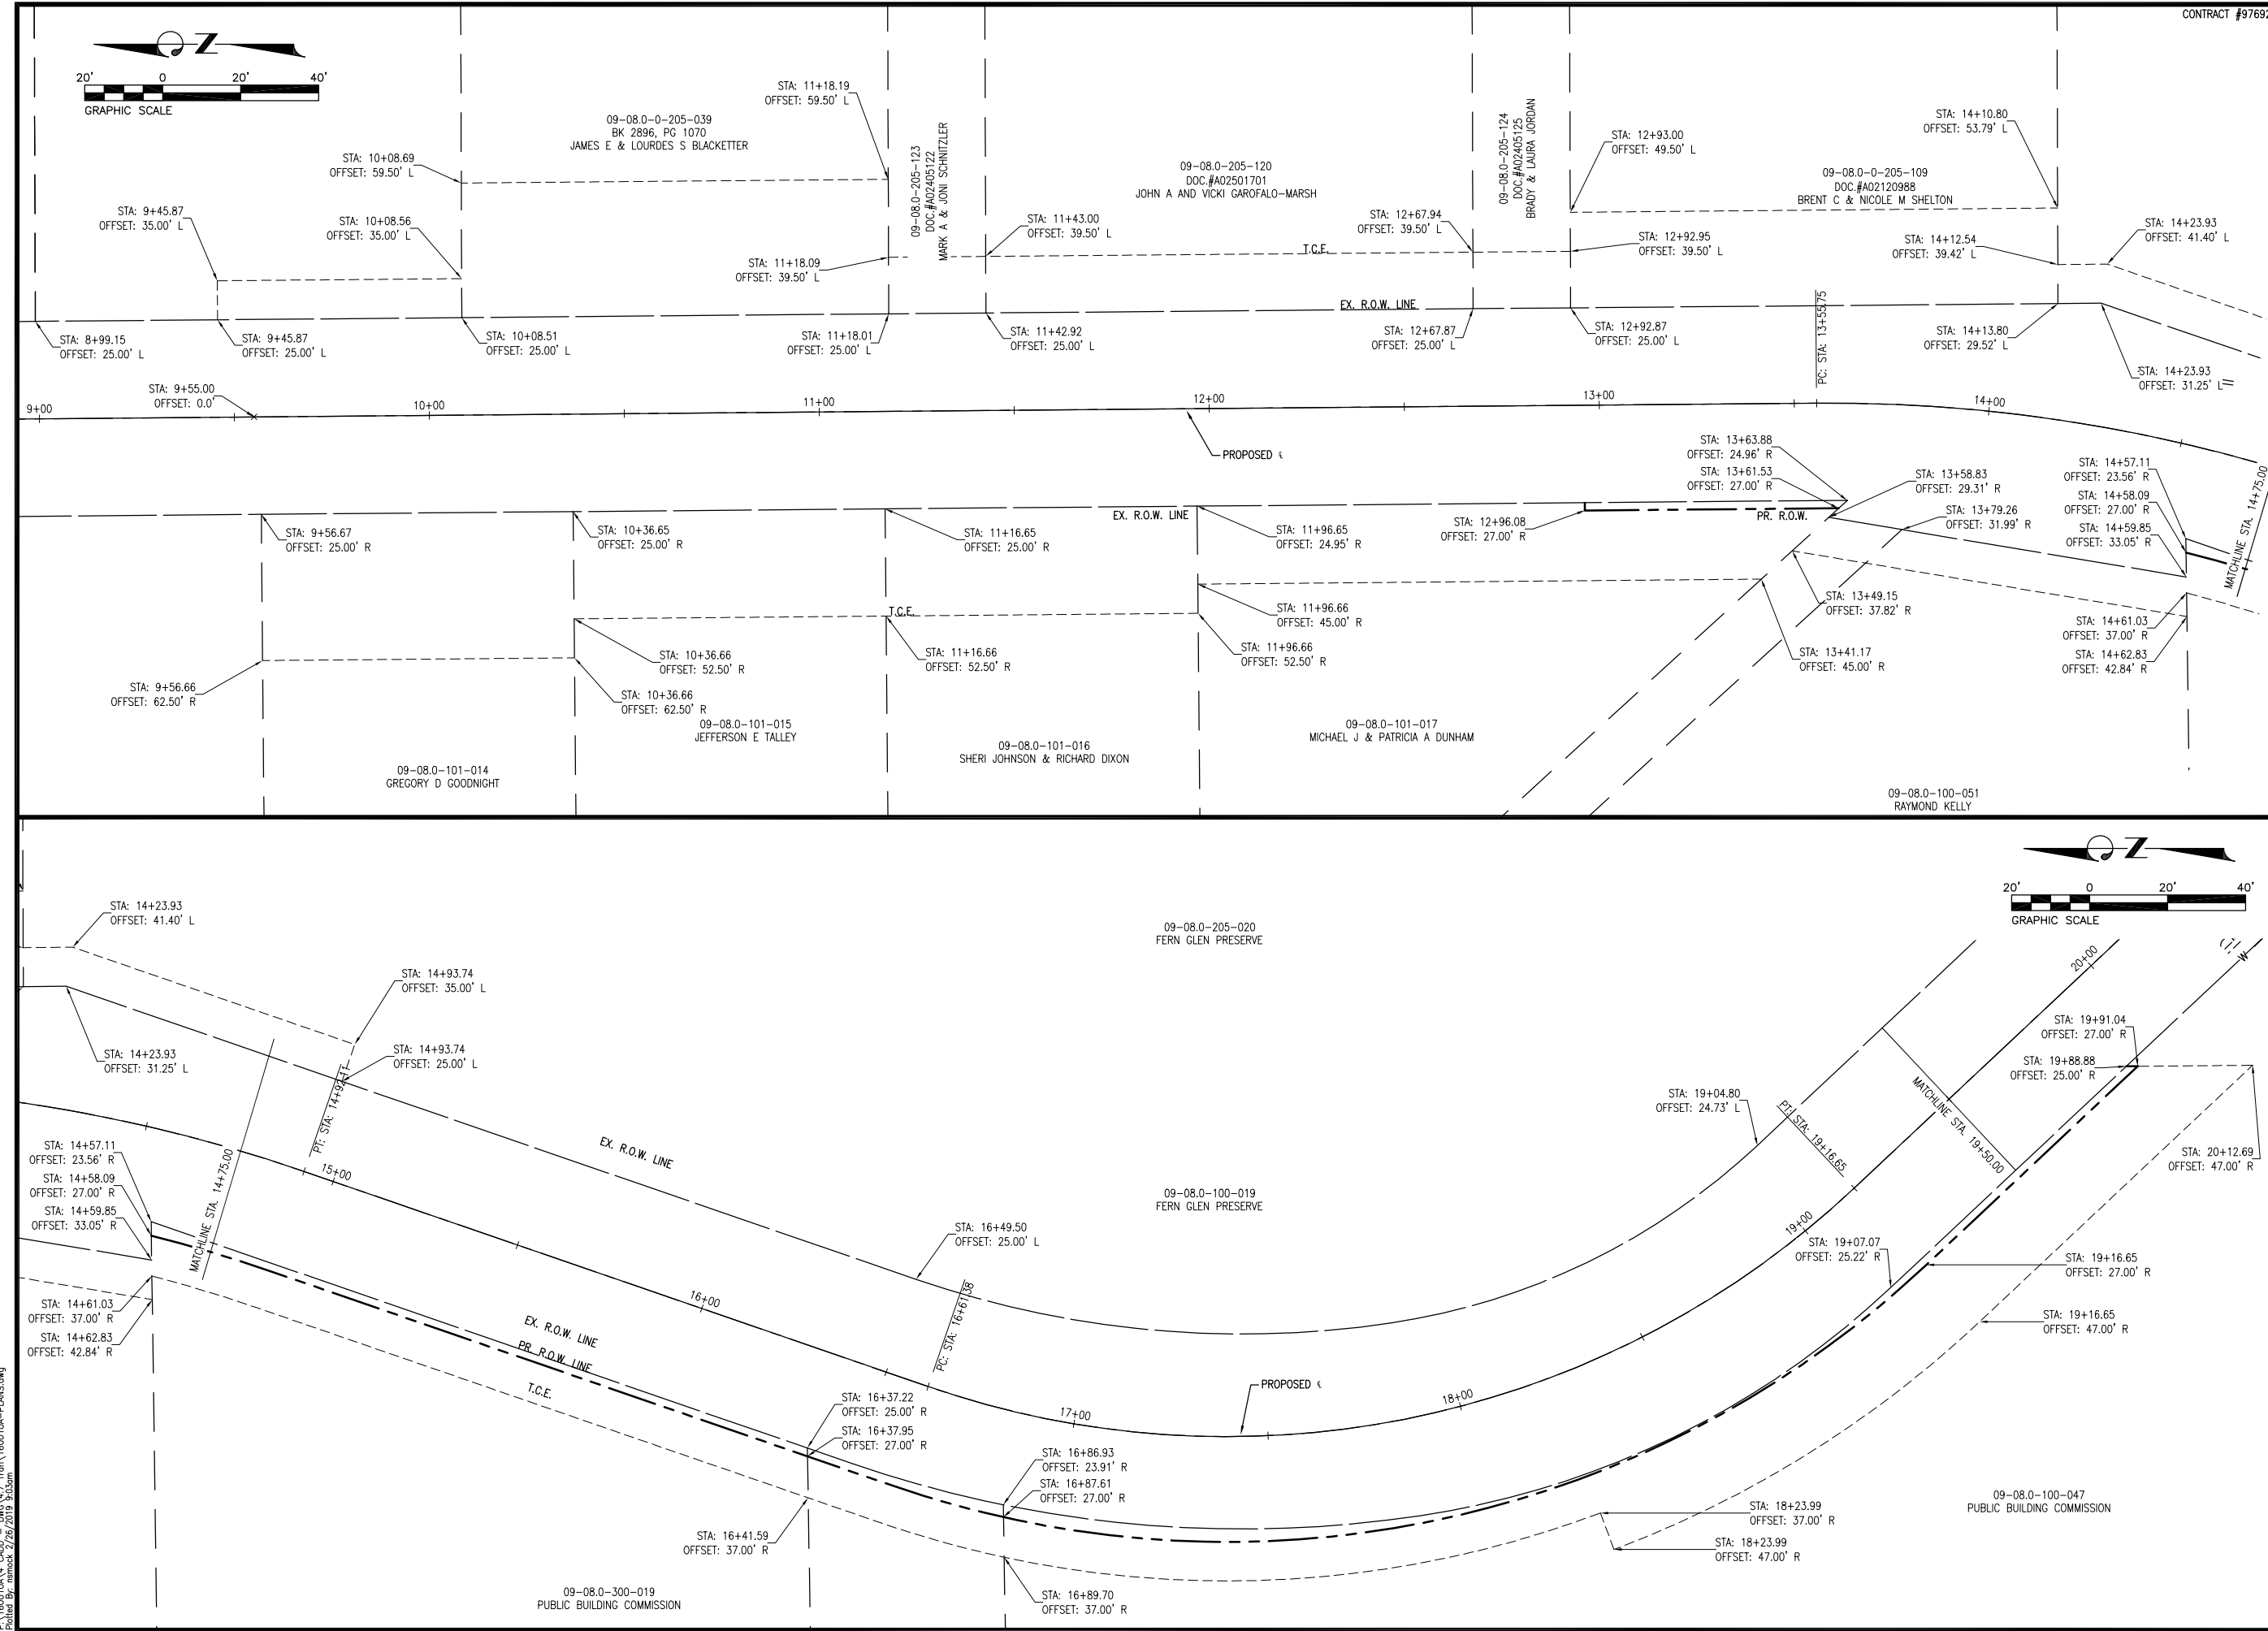 CONTRACT #97692
Z
20' 0 20' 40'
GRAPHIC SCALE
STA: 11+18.19
OFFSET: 59.50' L
09-08.0-0-205-039
BK 2896, PG 1070
JAMES E & LOURDES S BLACKETTER
STA: 10+08.69
OFFSET: 59.50' L
STA: 9+45.87
OFFSET: 35.00' L
STA: 10+08.56
OFFSET: 35.00' L
09-08.0-205-123
DOC.#A02405122
MARK A & JONI SCHNITZLER
STA: 11+18.09
OFFSET: 39.50' L
09-08.0-205-120
DOC.#A02501701
JOHN A AND VICKI GAROFALO-MARSH
STA: 11+43.00
OFFSET: 39.50' L
STA: 12+67.94
OFFSET: 39.50' L
T.C.E.
09-08.0-205-124
DOC.#A02405125
BRADY & LAURA JORDAN
STA: 12+93.00
OFFSET: 49.50' L
STA: 14+10.80
OFFSET: 53.79' L
09-08.0-0-205-109
DOC.#A02120988
BRENT C & NICOLE M SHELTON
STA: 12+92.95
OFFSET: 39.50' L
STA: 14+12.54
OFFSET: 39.42' L
STA: 14+23.93
OFFSET: 41.40' L
EX. R.O.W. LINE
PC: STA: 13+55.75
STA: 8+99.15
OFFSET: 25.00' L
STA: 9+45.87
OFFSET: 25.00' L
STA: 10+08.51
OFFSET: 25.00' L
STA: 11+18.01
OFFSET: 25.00' L
STA: 11+42.92
OFFSET: 25.00' L
STA: 12+67.87
OFFSET: 25.00' L
STA: 12+92.87
OFFSET: 25.00' L
STA: 14+13.80
OFFSET: 29.52' L
STA: 14+23.93
OFFSET: 31.25' L
STA: 9+55.00
OFFSET: 0.0'
9+00 10+00 11+00 12+00 13+00 14+00
PROPOSED ℄
STA: 13+63.88
OFFSET: 24.96' R
STA: 13+61.53
OFFSET: 27.00' R
STA: 13+58.83
OFFSET: 29.31' R
STA: 14+57.11
OFFSET: 23.56' R
STA: 14+58.09
OFFSET: 27.00' R
STA: 14+59.85
OFFSET: 33.05' R
MATCHLINE STA. 14+75.00
STA: 13+79.26
OFFSET: 31.99' R
EX. R.O.W. LINE
PR. R.O.W.
STA: 9+56.67
OFFSET: 25.00' R
STA: 10+36.65
OFFSET: 25.00' R
STA: 11+16.65
OFFSET: 25.00' R
STA: 11+96.65
OFFSET: 24.95' R
STA: 12+96.08
OFFSET: 27.00' R
T.C.E.
STA: 11+96.66
OFFSET: 45.00' R
STA: 13+49.15
OFFSET: 37.82' R
STA: 14+61.03
OFFSET: 37.00' R
STA: 14+62.83
OFFSET: 42.84' R
STA: 10+36.66
OFFSET: 52.50' R
STA: 11+16.66
OFFSET: 52.50' R
STA: 11+96.66
OFFSET: 52.50' R
STA: 13+41.17
OFFSET: 45.00' R
STA: 9+56.66
OFFSET: 62.50' R
STA: 10+36.66
OFFSET: 62.50' R
09-08.0-101-015
JEFFERSON E TALLEY
09-08.0-101-017
MICHAEL J & PATRICIA A DUNHAM
09-08.0-101-016
SHERI JOHNSON & RICHARD DIXON
09-08.0-101-014
GREGORY D GOODNIGHT
09-08.0-100-051
RAYMOND KELLY
Z
20' 0 20' 40'
GRAPHIC SCALE
STA: 14+23.93
OFFSET: 41.40' L
09-08.0-205-020
FERN GLEN PRESERVE
STA: 14+93.74
OFFSET: 35.00' L
STA: 14+23.93
OFFSET: 31.25' L
STA: 14+93.74
OFFSET: 25.00' L
PT: STA: 14+92.11
20+00
W
STA: 19+91.04
OFFSET: 27.00' R
STA: 19+88.88
OFFSET: 25.00' R
STA: 19+04.80
OFFSET: 24.73' L
PT: STA: 19+16.65
MATCHLINE STA. 19+50.00
STA: 20+12.69
OFFSET: 47.00' R
STA: 14+57.11
OFFSET: 23.56' R
STA: 14+58.09
OFFSET: 27.00' R
STA: 14+59.85
OFFSET: 33.05' R
MATCHLINE STA. 14+75.00
15+00
EX. R.O.W. LINE
09-08.0-100-019
FERN GLEN PRESERVE
STA: 16+49.50
OFFSET: 25.00' L
19+00
STA: 19+07.07
OFFSET: 25.22' R
STA: 19+16.65
OFFSET: 27.00' R
STA: 14+61.03
OFFSET: 37.00' R
STA: 14+62.83
OFFSET: 42.84' R
16+00
EX. R.O.W. LINE
PR. R.O.W. LINE
T.C.E.
PC: STA: 16+61.38
STA: 19+16.65
OFFSET: 47.00' R
PROPOSED ℄
17+00
18+00
STA: 16+37.22
OFFSET: 25.00' R
STA: 16+37.95
OFFSET: 27.00' R
STA: 16+86.93
OFFSET: 23.91' R
STA: 16+87.61
OFFSET: 27.00' R
09-08.0-100-047
PUBLIC BUILDING COMMISSION
STA: 18+23.99
OFFSET: 37.00' R
STA: 18+23.99
OFFSET: 47.00' R
STA: 16+41.59
OFFSET: 37.00' R
STA: 16+89.70
OFFSET: 37.00' R
09-08.0-300-019
PUBLIC BUILDING COMMISSION
Plotted By: nsmock 2/26/2019 9:03am